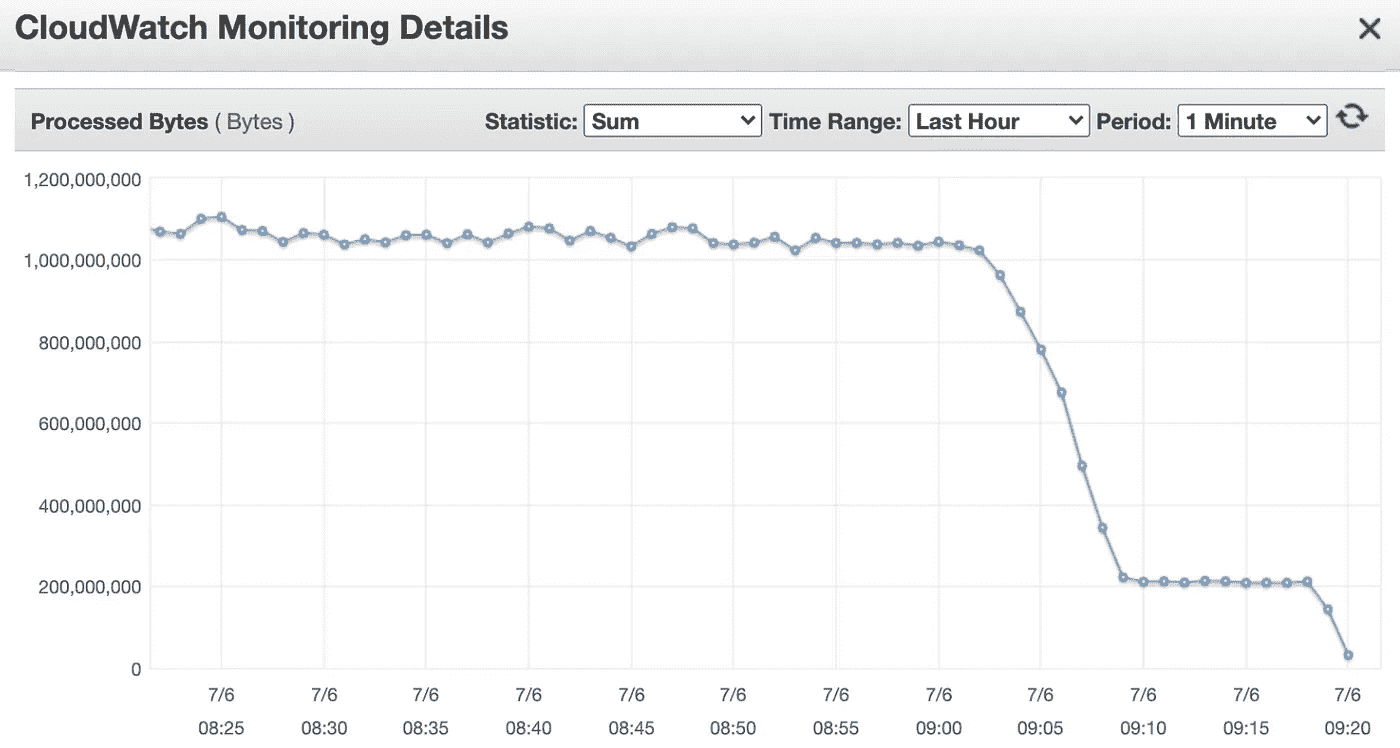 CloudWatch Monitoring Details
Processed Bytes ( Bytes ) Statistic: Sum Time Range: Last Hour Period: 1 Minute
1,200,000,000
1,000,000,000
800,000,000
600,000,000
400,000,000
200,000,000
0
7/6 7/6 7/6 7/6 7/6 7/6 7/6 7/6 7/6 7/6 7/6 7/6
08:25 08:30 08:35 08:40 08:45 08:50 08:55 09:00 09:05 09:10 09:15 09:20